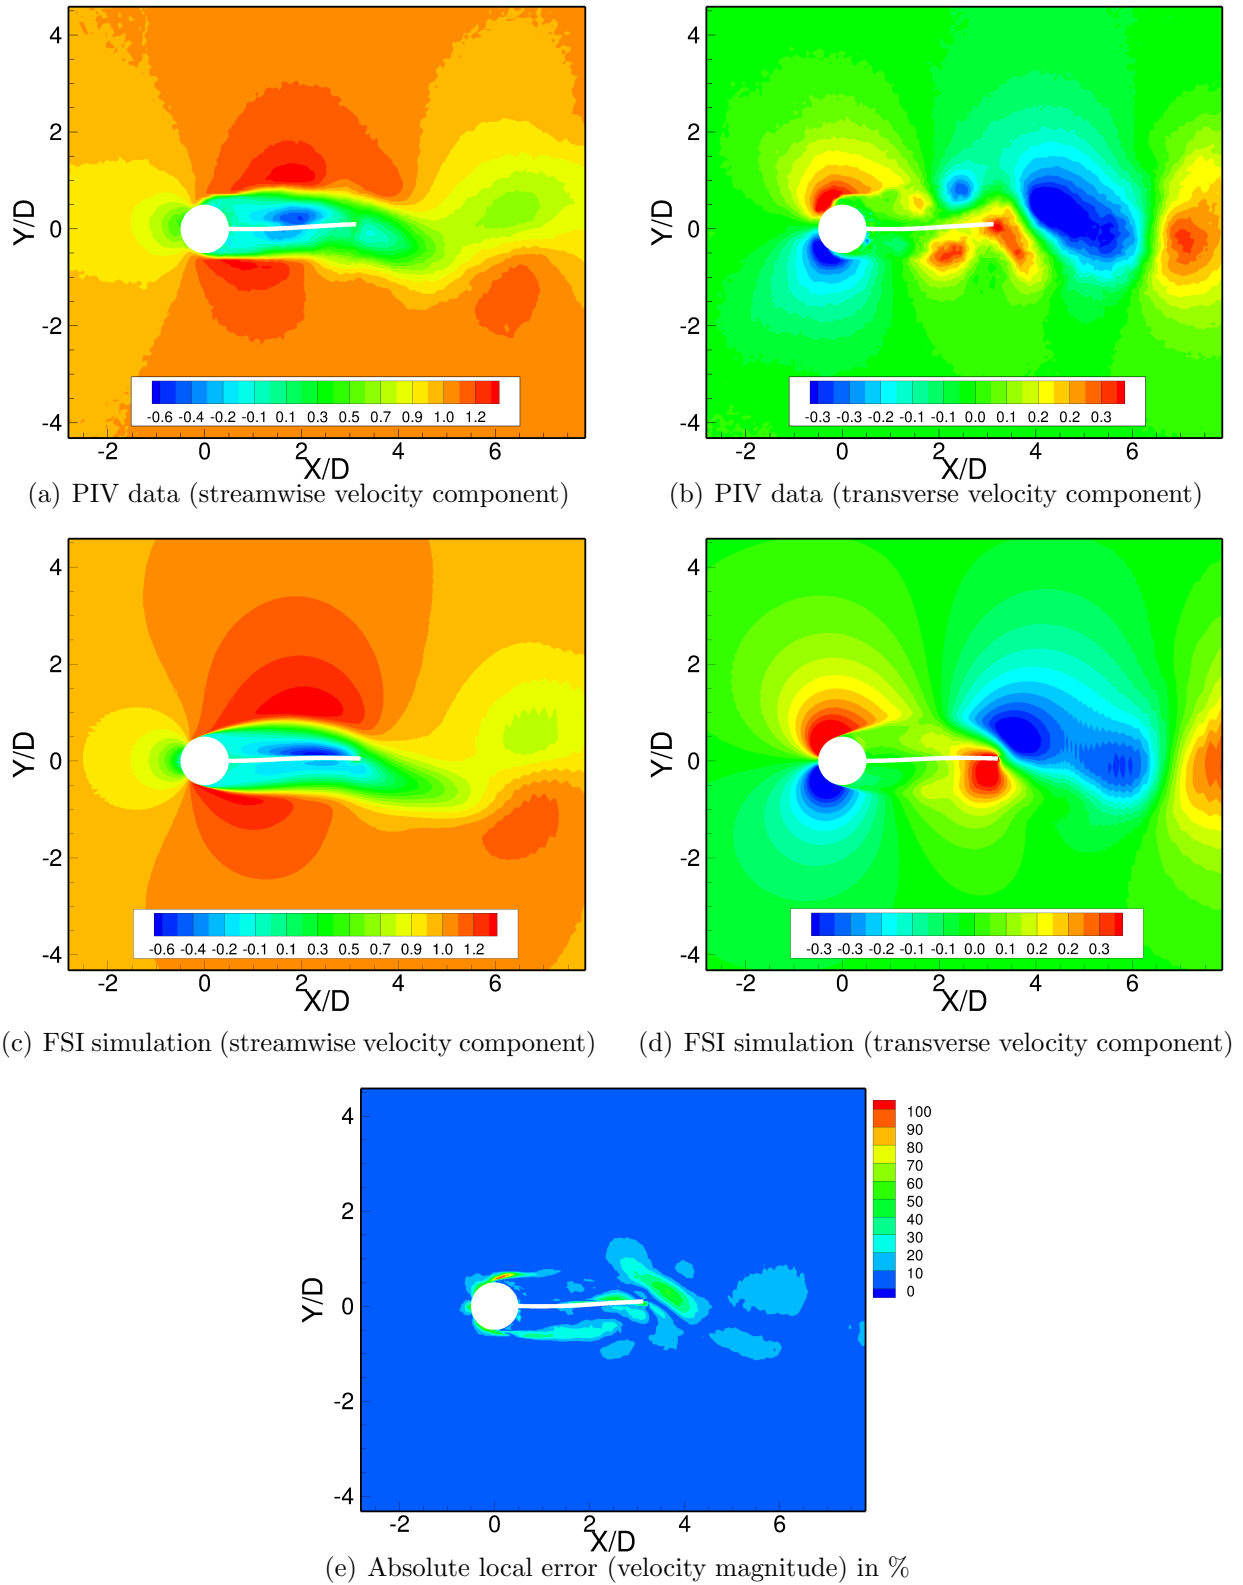 4
2
0
-2
-4
Y/D
-0.6 -0.4 -0.2 -0.1 0.1 0.3 0.5 0.7 0.9 1.0 1.2
-2 0 2 4 6
X/D
(a) PIV data (streamwise velocity component)
4
2
0
-2
-4
Y/D
-0.3 -0.3 -0.2 -0.1 -0.1 0.0 0.1 0.2 0.2 0.3
-2 0 2 4 6
X/D
(b) PIV data (transverse velocity component)
4
2
0
-2
-4
Y/D
-0.6 -0.4 -0.2 -0.1 0.1 0.3 0.5 0.7 0.9 1.0 1.2
-2 0 2 4 6
X/D
(c) FSI simulation (streamwise velocity component)
4
2
0
-2
-4
Y/D
-0.3 -0.3 -0.2 -0.1 -0.1 0.0 0.1 0.2 0.2 0.3
-2 0 2 4 6
X/D
(d) FSI simulation (transverse velocity component)
4
2
0
-2
-4
Y/D
100
90
80
70
60
50
40
30
20
10
0
-2 0 2 4 6
X/D
(e) Absolute local error (velocity magnitude) in %